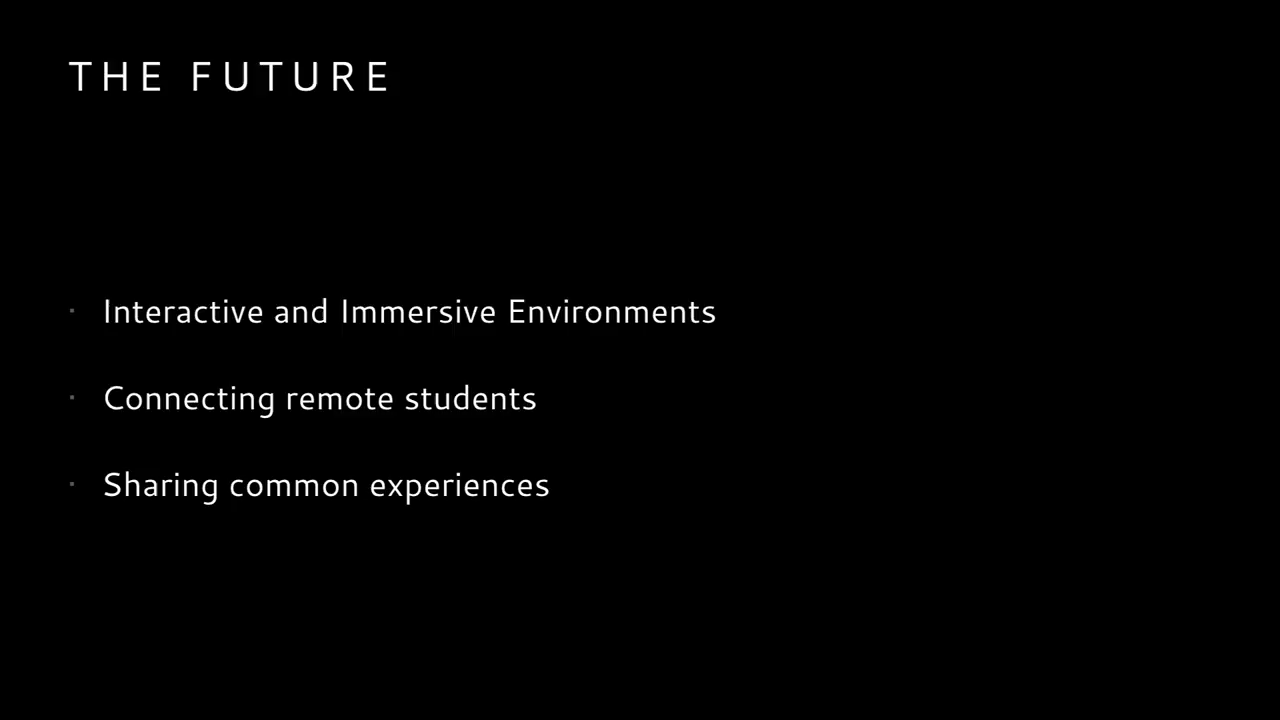 THE FUTURE
· Interactive and Immersive Environments
· Connecting remote students
· Sharing common experiences